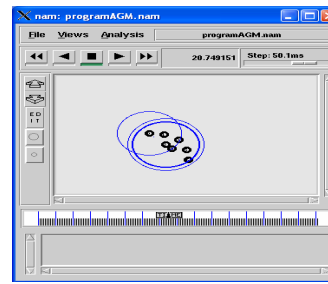 nam: programAGM.nam
File Views Analysis programAGM.nam
20.749151 Step: 50.1ms
ED
IT